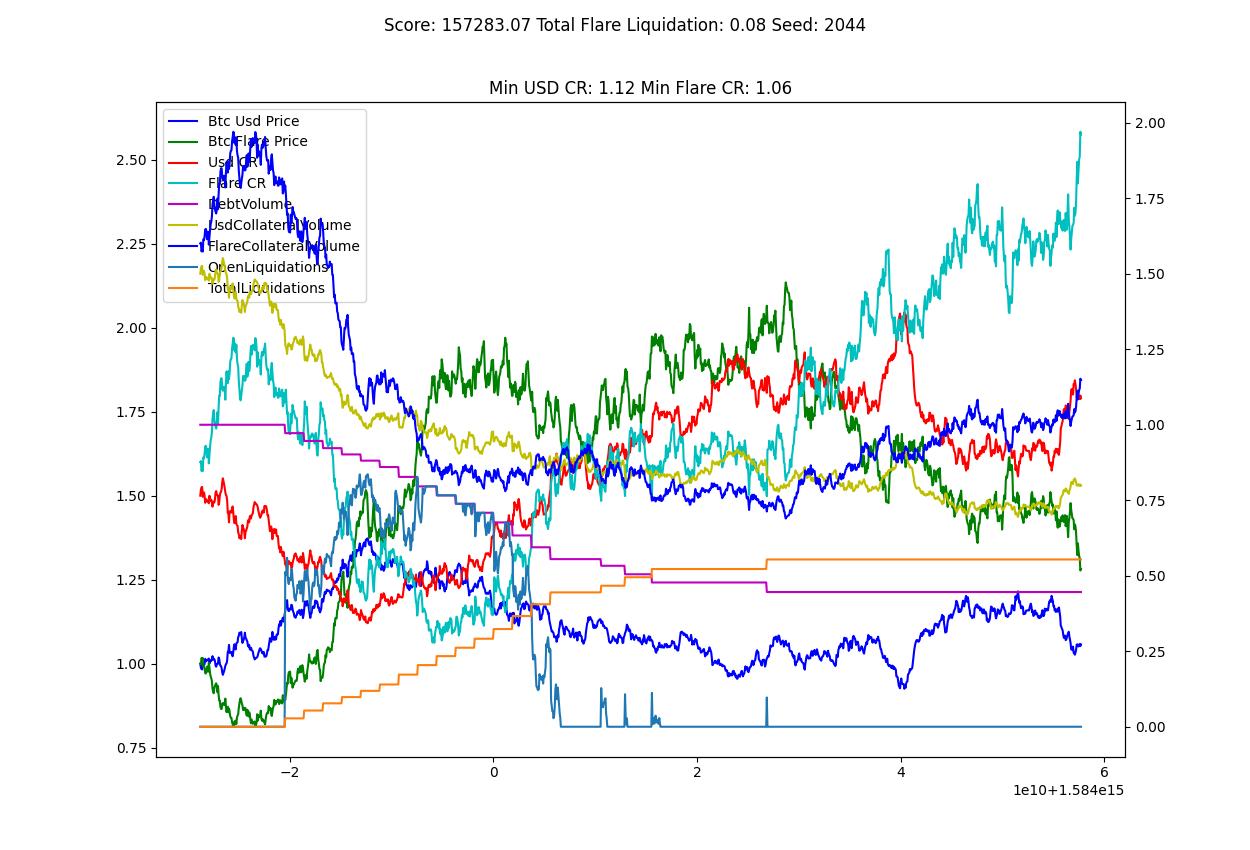 Score: 157283.07 Total Flare Liquidation: 0.08 Seed: 2044
Min USD CR: 1.12 Min Flare CR: 1.06
Btc Usd Price
Btc Flare Price
Usd CR
Flare CR
DebtVolume
UsdCollateralVolume
FlareCollateralVolume
OpenLiquidations
TotalLiquidations
2.50
2.25
2.00
1.75
1.50
1.25
1.00
0.75
2.00
1.75
1.50
1.25
1.00
0.75
0.50
0.25
0.00
−2 0 2 4 6
1e10+1.584e15